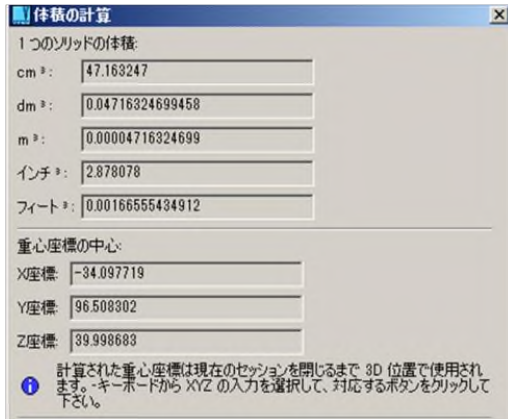 体積の計算
1つのソリッドの体積:
cm³: 47.163247
dm³: 0.04716324699458
m³: 0.00004716324699
インチ³: 2.878078
フィート³: 0.00166555434912
重心座標の中心:
X座標: -34.097719
Y座標: 96.508302
Z座標: 39.998683
計算された重心座標は現在のセッションを閉じるまで 3D 位置で使用され
ます。-キーボードから XYZ の入力を選択して、対応するボタンをクリックして
下さい。